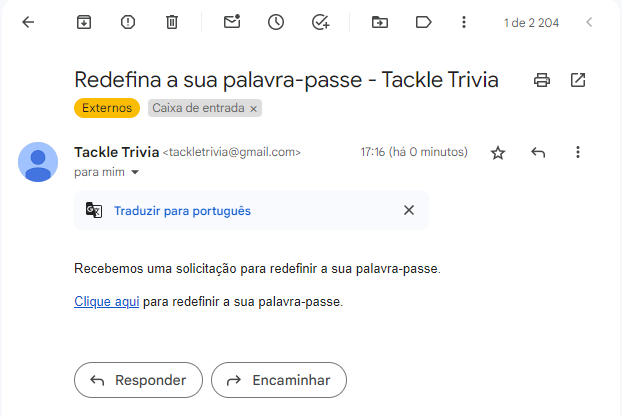 1 de 2 204
Redefina a sua palavra-passe - Tackle Trivia
Externos Caixa de entrada ×
Tackle Trivia <tackletrivia@gmail.com> 17:16 (há 0 minutos)
para mim
Traduzir para português
Recebemos uma solicitação para redefinir a sua palavra-passe.
Clique aqui para redefinir a sua palavra-passe.
Responder Encaminhar